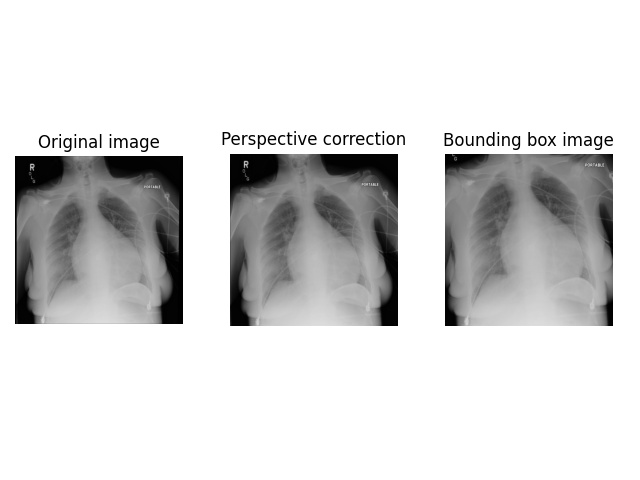 Original image
Perspective correction
Bounding box image
R
PORTABLE
R
PORTABLE
PORTABLE